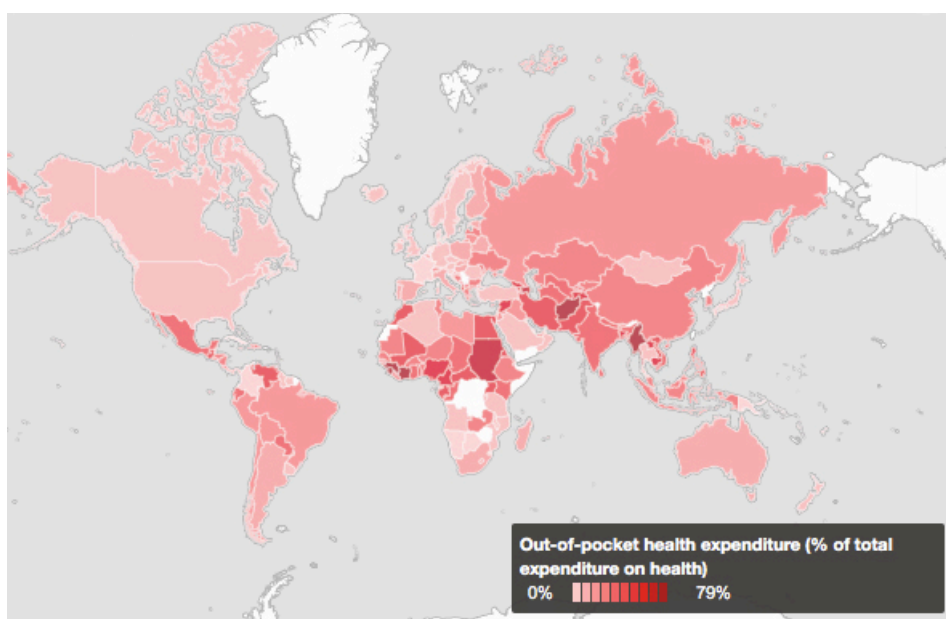 Out-of-pocket health expenditure (% of total
expenditure on health)
0% 79%